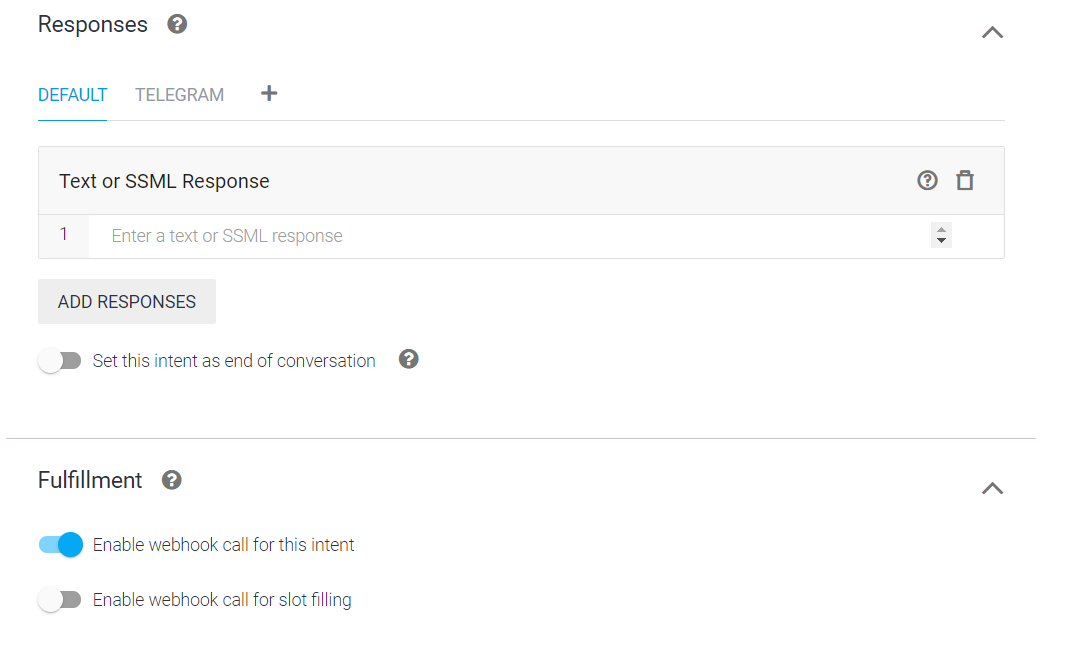 Responses ?
DEFAULT TELEGRAM +
Text or SSML Response ?
1 Enter a text or SSML response
ADD RESPONSES
Set this intent as end of conversation ?
Fulfillment ?
Enable webhook call for this intent
Enable webhook call for slot filling